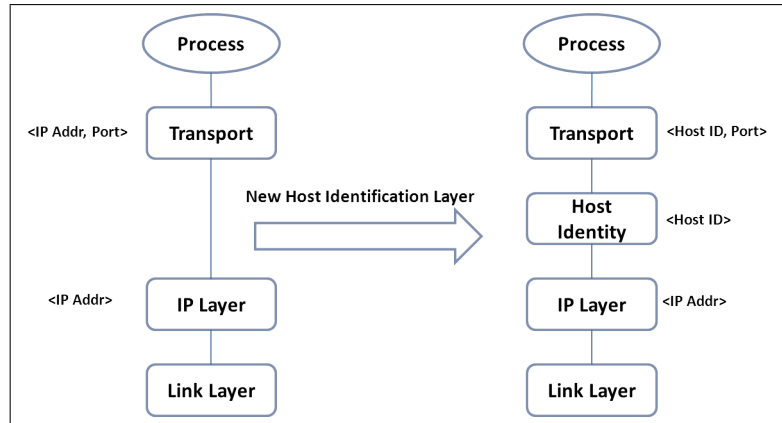 Process
Process
<IP Addr, Port>
Transport
Transport
<Host ID, Port>
New Host Identification Layer
Host
Identity
<Host ID>
<IP Addr>
IP Layer
IP Layer
<IP Addr>
Link Layer
Link Layer